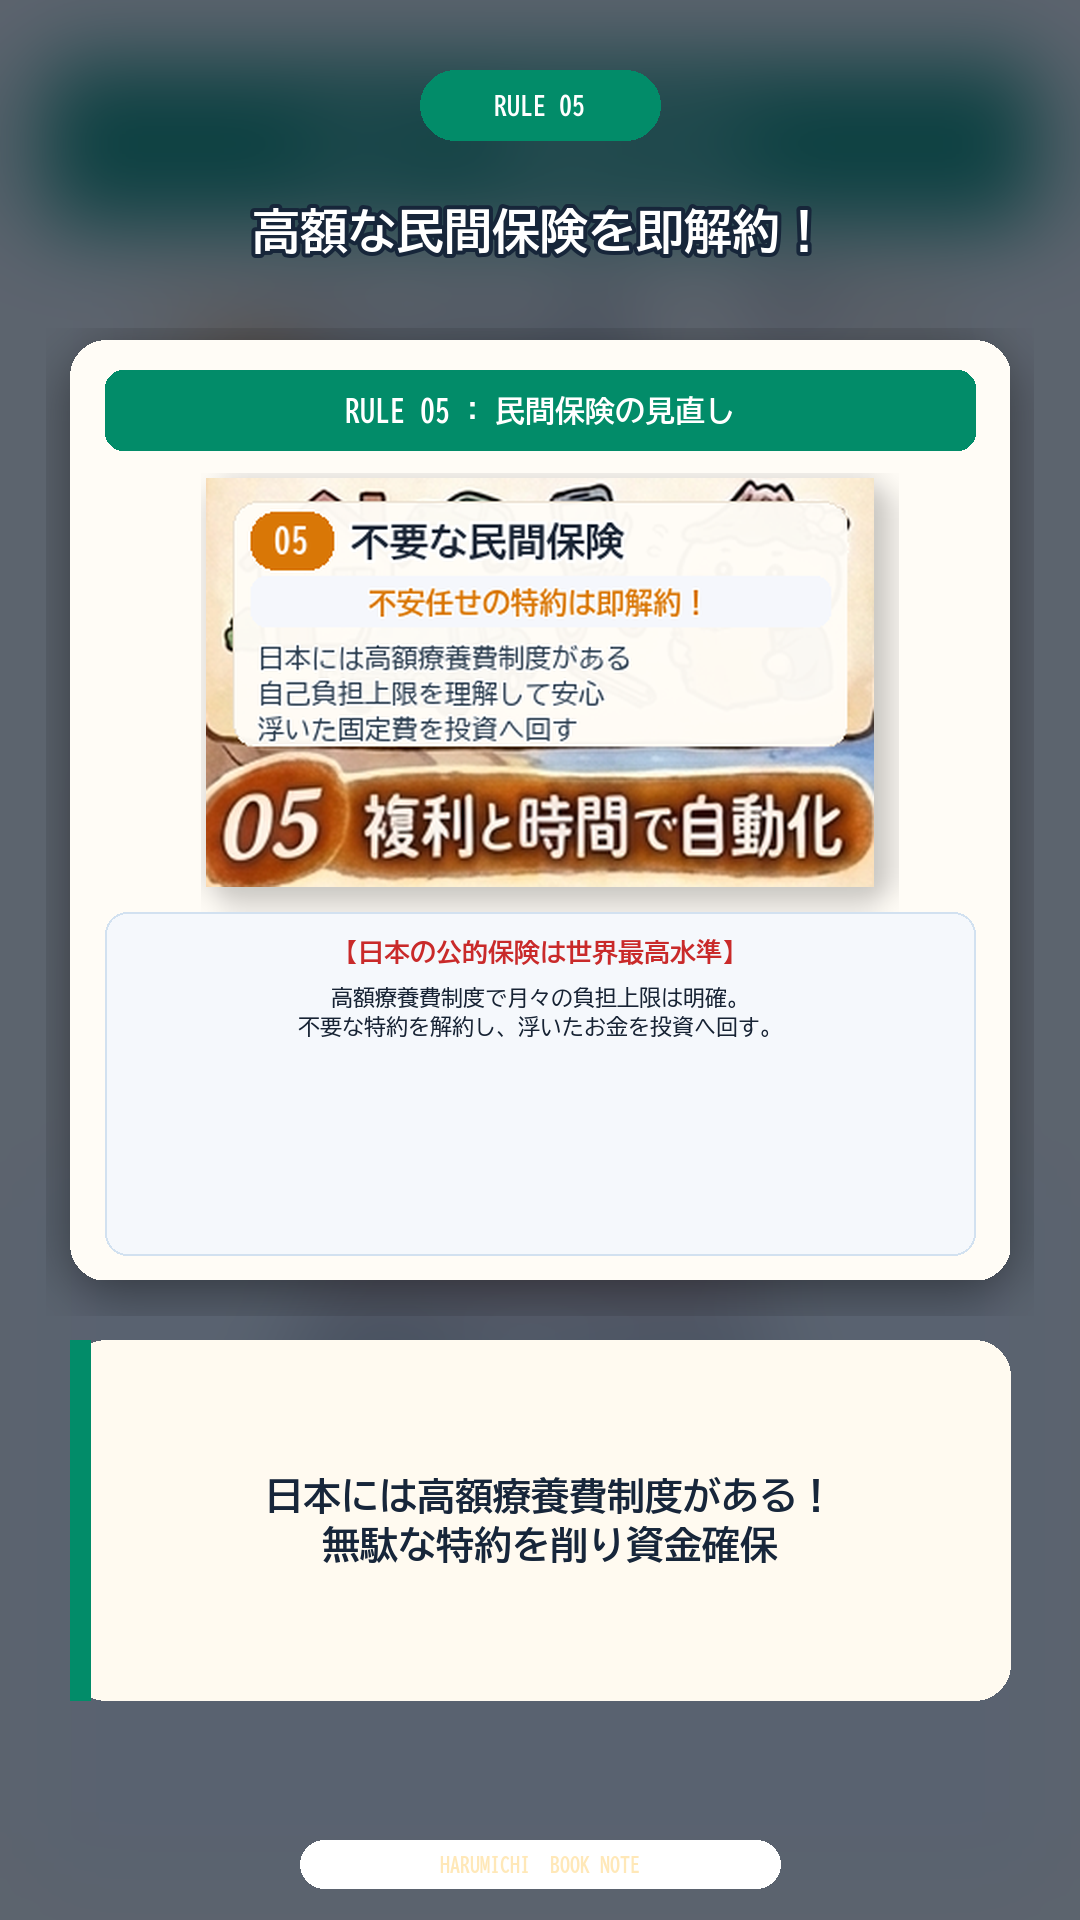 RULE 05
高額な民間保険を即解約！
RULE 05 ： 民間保険の見直し
05 不要な民間保険
不安任せの特約は即解約！
日本には高額療養費制度がある
自己負担上限を理解して安心
浮いた固定費を投資へ回す
05 複利と時間で自動化
【日本の公的保険は世界最高水準】
高額療養費制度で月々の負担上限は明確。
不要な特約を解約し、浮いたお金を投資へ回す。
日本には高額療養費制度がある！
無駄な特約を削り資金確保
HARUMICHI BOOK NOTE